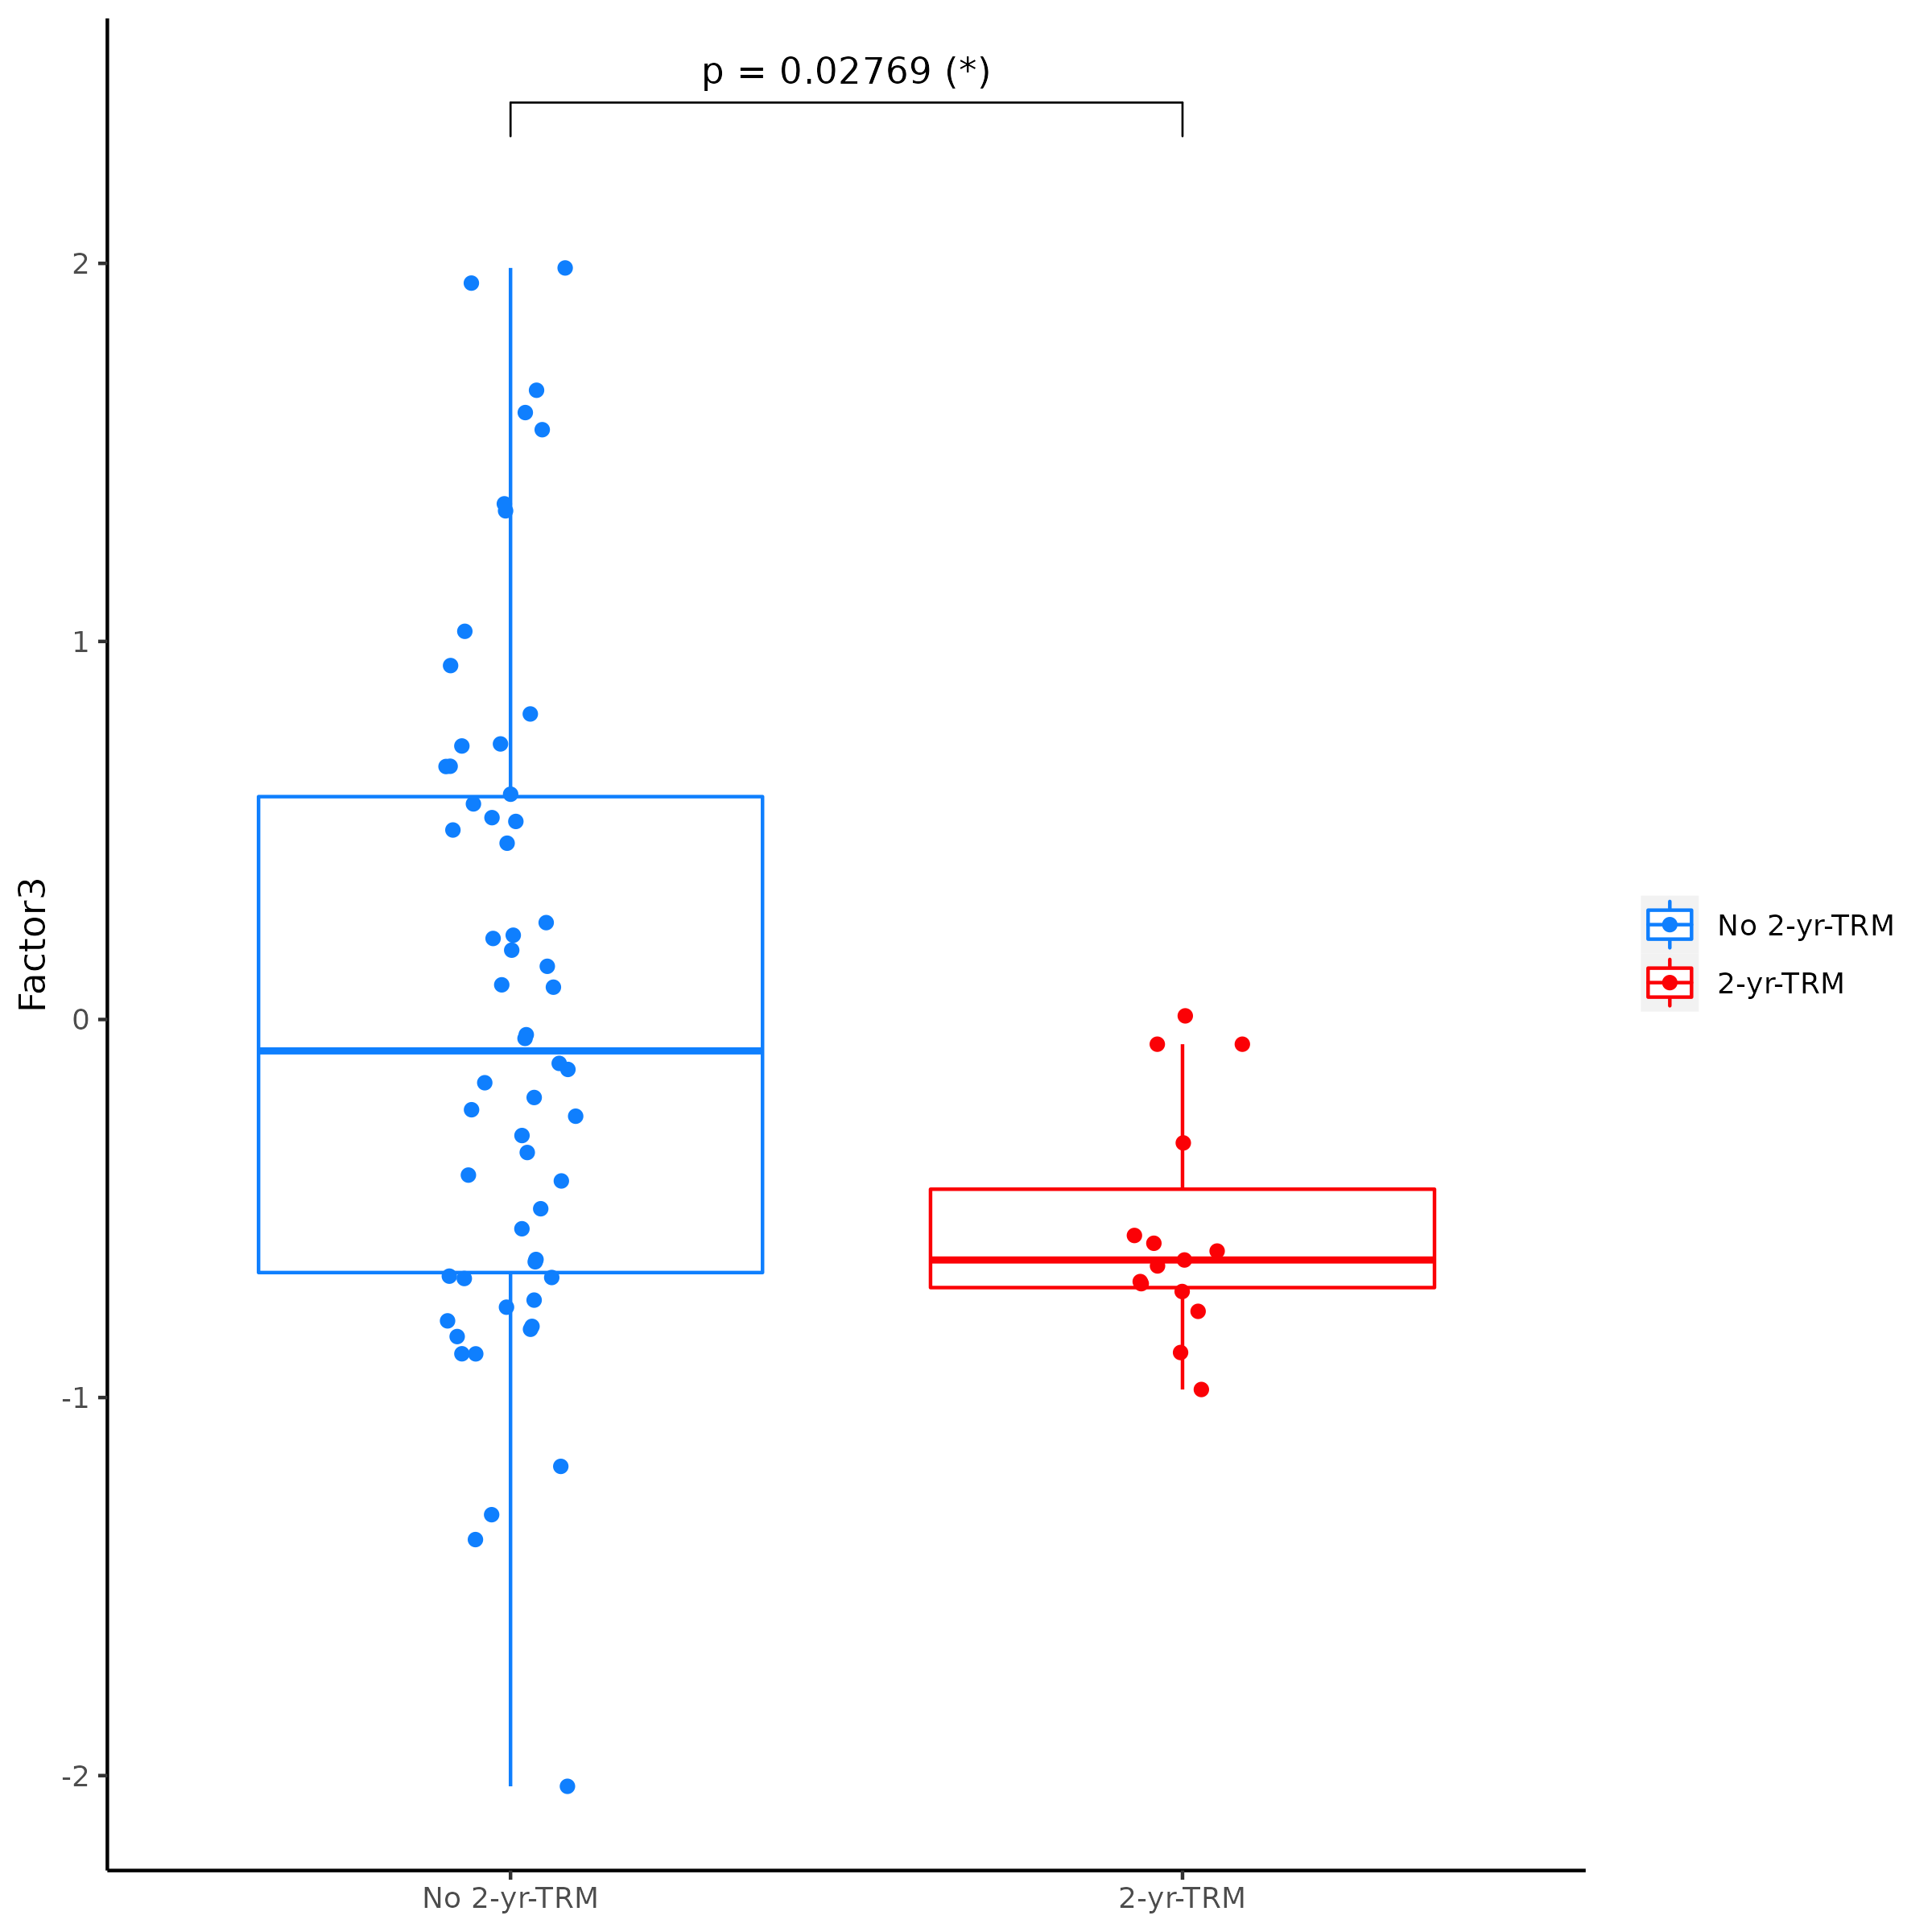 p = 0.02769 (*)
2
1
0
-1
-2
Factor3
No 2-yr-TRM
2-yr-TRM
No 2-yr-TRM
2-yr-TRM